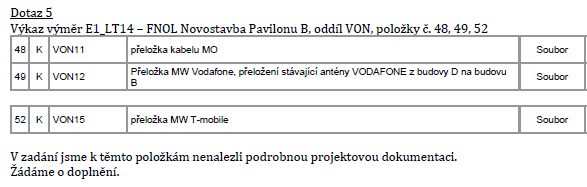 Dotaz 5
Výkaz výměr E1_LT14 – FNOL Novostavba Pavilonu B, oddíl VON, položky č. 48, 49, 52
48 K VON11 přeložka kabelu MO Soubor
49 K VON12 Přeložka MW Vodafone, přeložení stávající antény VODAFONE z budovy D na budovu B Soubor
52 K VON15 přeložka MW T-mobile Soubor
V zadání jsme k těmto položkám nenalezli podrobnou projektovou dokumentaci.
Žádáme o doplnění.